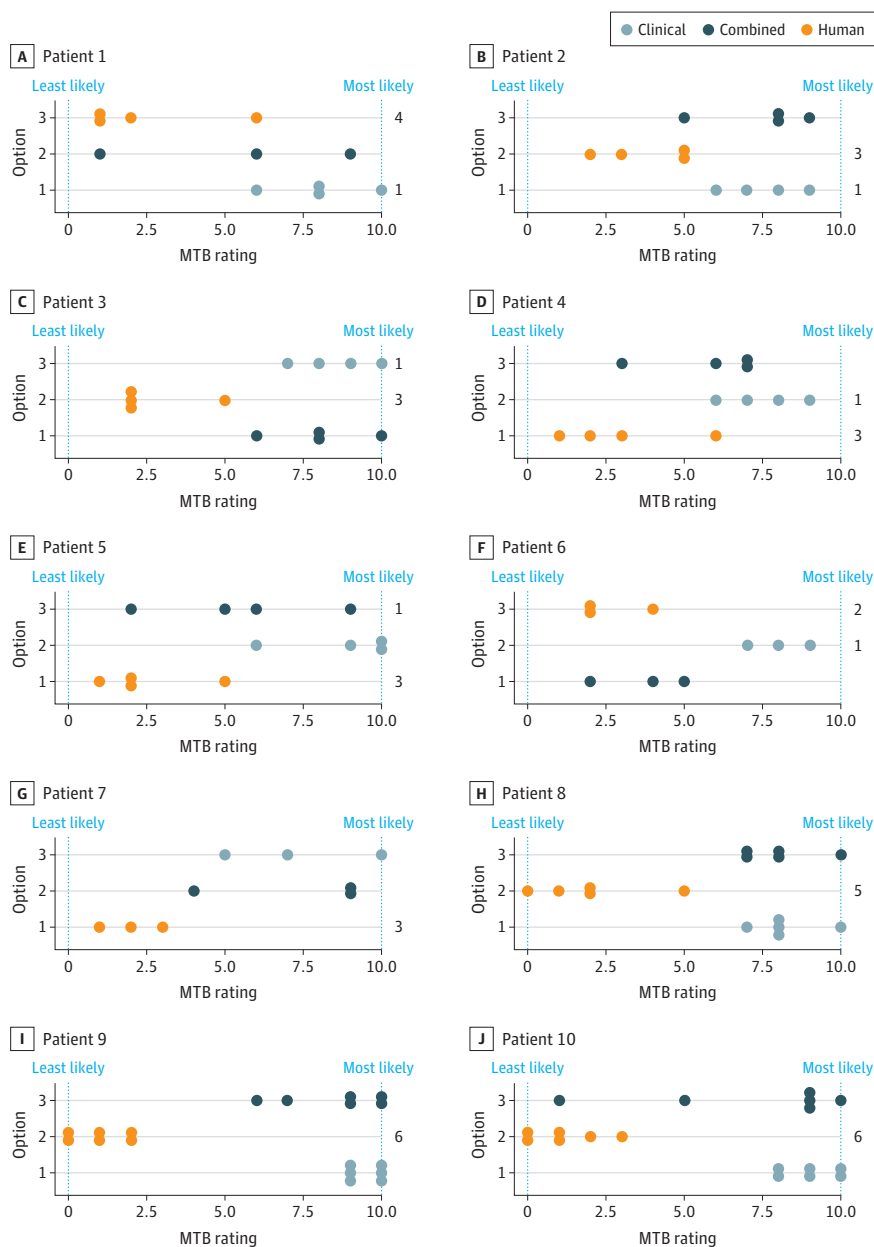 Clinical Combined Human
A Patient 1
Least likely Most likely
Option
3 4
2
1 1
0 2.5 5.0 7.5 10.0
MTB rating
B Patient 2
Least likely Most likely
Option
3
2 3
1 1
0 2.5 5.0 7.5 10.0
MTB rating
C Patient 3
Least likely Most likely
Option
3 1
2 3
1
0 2.5 5.0 7.5 10.0
MTB rating
D Patient 4
Least likely Most likely
Option
3
2 1
1 3
0 2.5 5.0 7.5 10.0
MTB rating
E Patient 5
Least likely Most likely
Option
3 1
2
1 3
0 2.5 5.0 7.5 10.0
MTB rating
F Patient 6
Least likely Most likely
Option
3 2
2 1
1
0 2.5 5.0 7.5 10.0
MTB rating
G Patient 7
Least likely Most likely
Option
3
2
1 3
0 2.5 5.0 7.5 10.0
MTB rating
H Patient 8
Least likely Most likely
Option
3
2 5
1
0 2.5 5.0 7.5 10.0
MTB rating
I Patient 9
Least likely Most likely
Option
3
2 6
1
0 2.5 5.0 7.5 10.0
MTB rating
J Patient 10
Least likely Most likely
Option
3
2 6
1
0 2.5 5.0 7.5 10.0
MTB rating